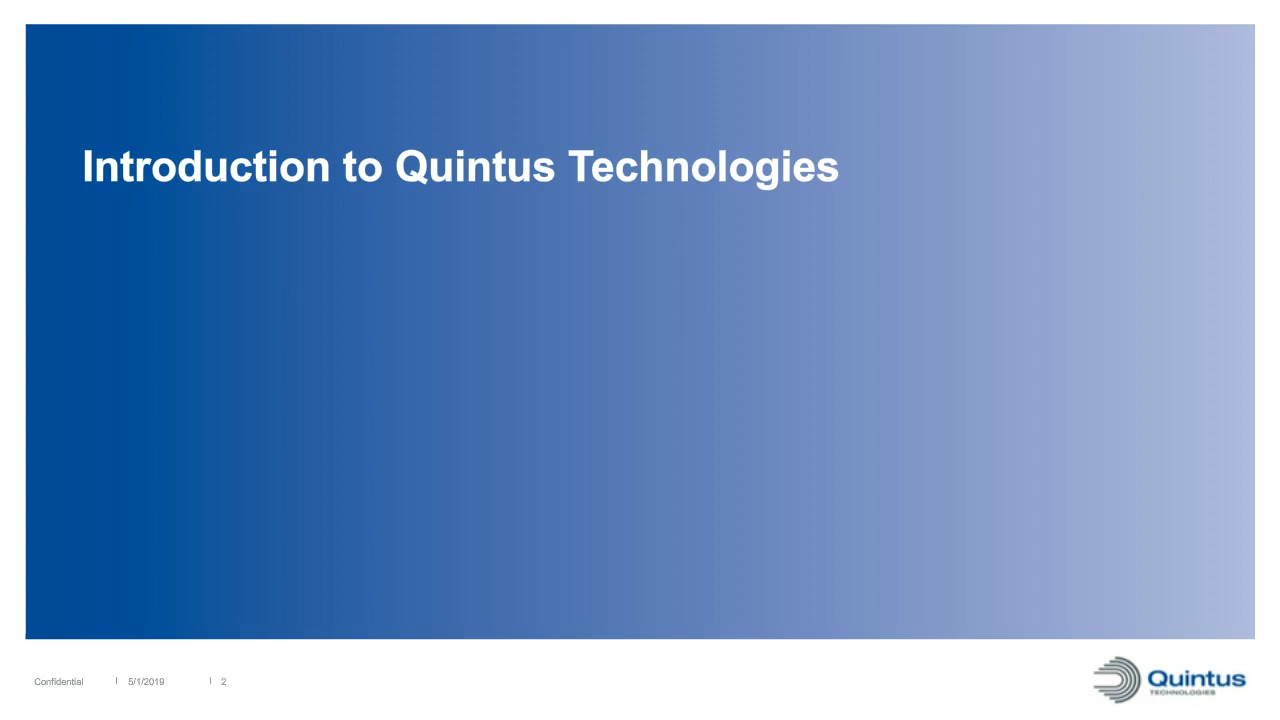 Introduction to Quintus Technologies
Confidential | 5/1/2019 | 2
Quintus
TECHNOLOGIES